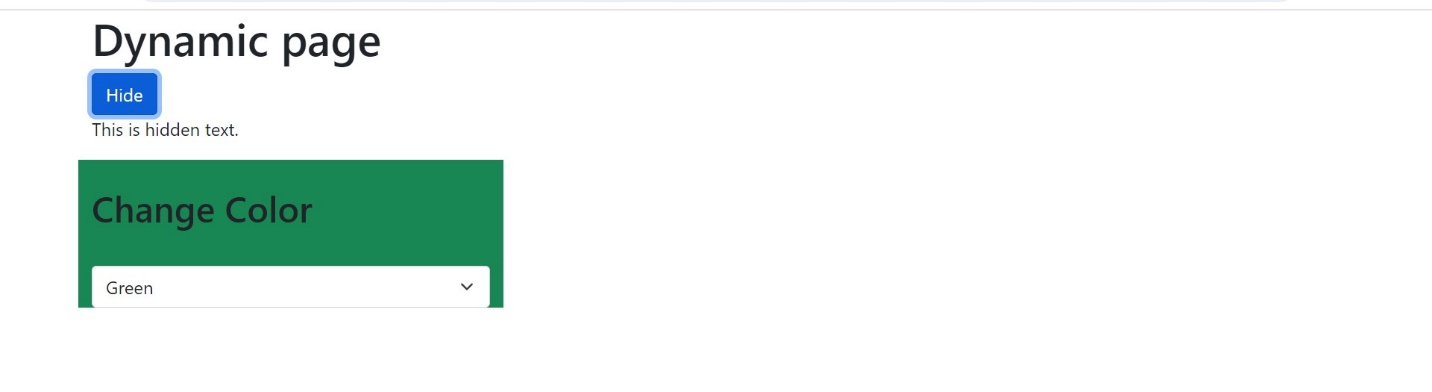 Dynamic page
Hide
This is hidden text.
Change Color
Green